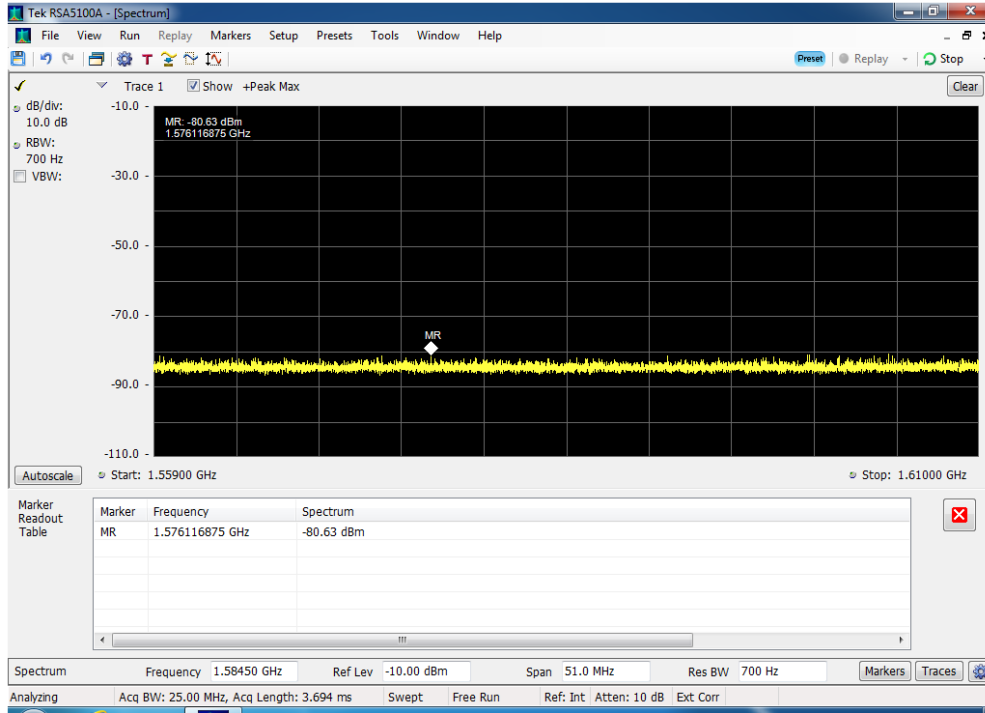 Tek RSA5100A - [Spectrum]
File View Run Replay Markers Setup Presets Tools Window Help
Preset Replay Stop
Trace 1 Show +Peak Max Clear
dB/div:
10.0 dB
RBW:
700 Hz
VBW:
-10.0 -
-30.0 -
-50.0 -
-70.0 -
-90.0 -
-110.0 -
MR: -80.63 dBm
1.576116875 GHz
MR
Autoscale Start: 1.55900 GHz Stop: 1.61000 GHz
Marker
Readout
Table
Marker Frequency Spectrum
MR 1.576116875 GHz -80.63 dBm
Spectrum Frequency 1.58450 GHz Ref Lev -10.00 dBm Span 51.0 MHz Res BW 700 Hz Markers Traces
Analyzing Acq BW: 25.00 MHz, Acq Length: 3.694 ms Swept Free Run Ref: Int Atten: 10 dB Ext Corr